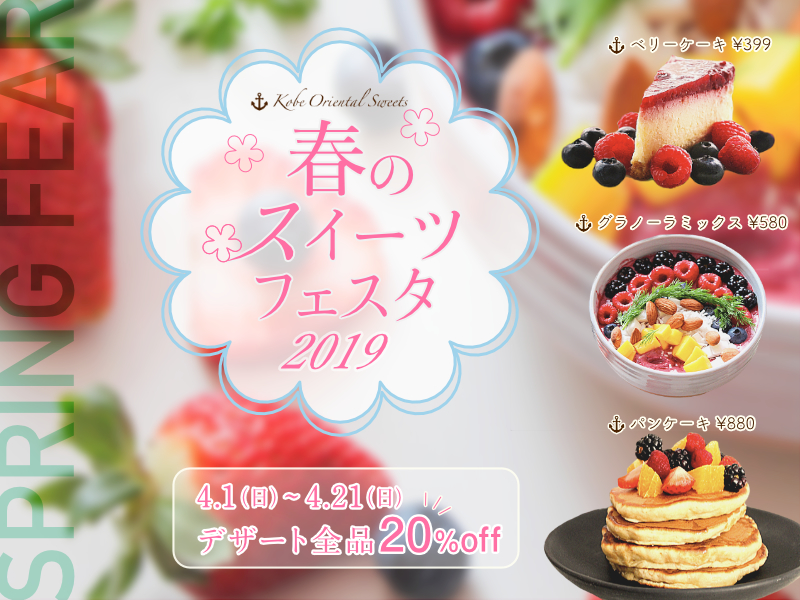 SPRING FEAR
Kobe Oriental Sweets
春の
スイーツ
フェスタ
2019
4.1(日)~4.21(日)
デザート全品20%off
ベリーケーキ ¥399
グラノーラミックス ¥580
パンケーキ ¥880